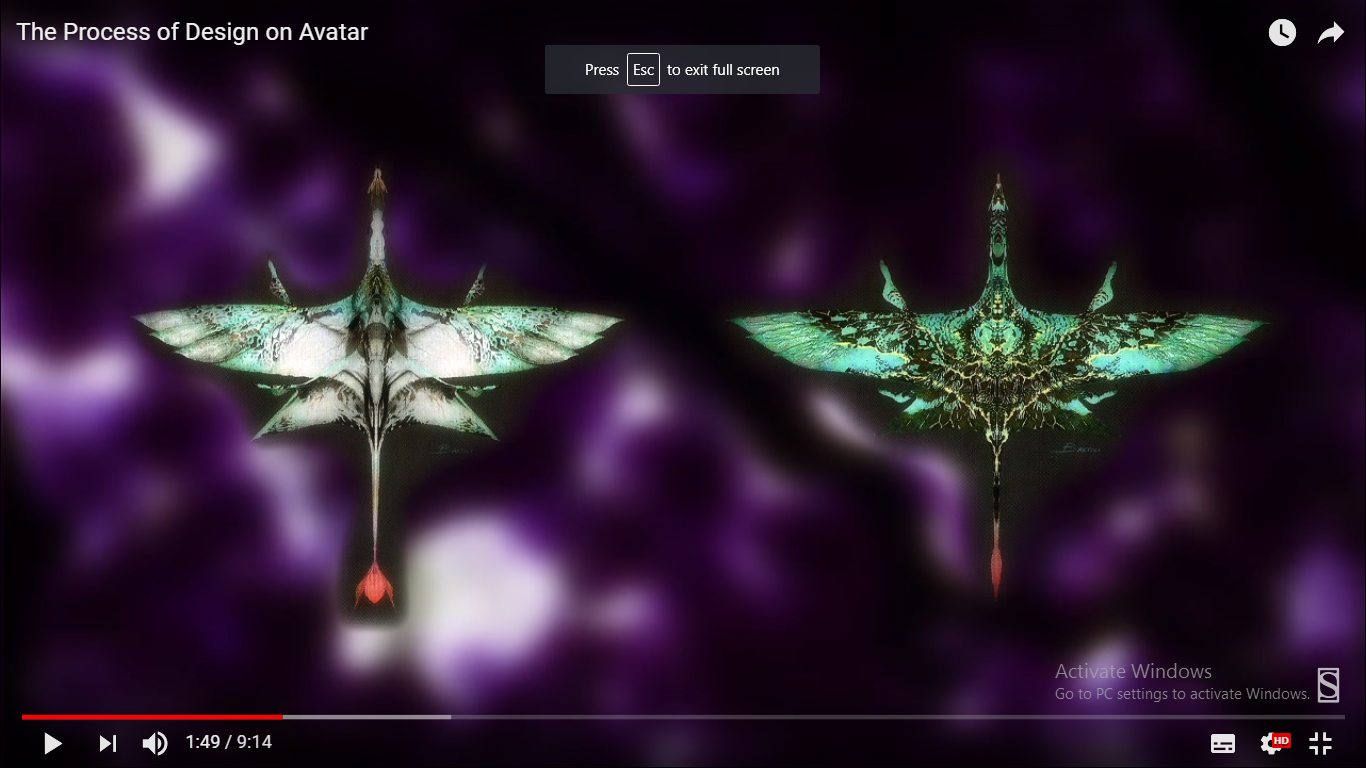 The Process of Design on Avatar
Press Esc to exit full screen
Activate Windows
Go to PC settings to activate Windows.
S
1:49 / 9:14
HD